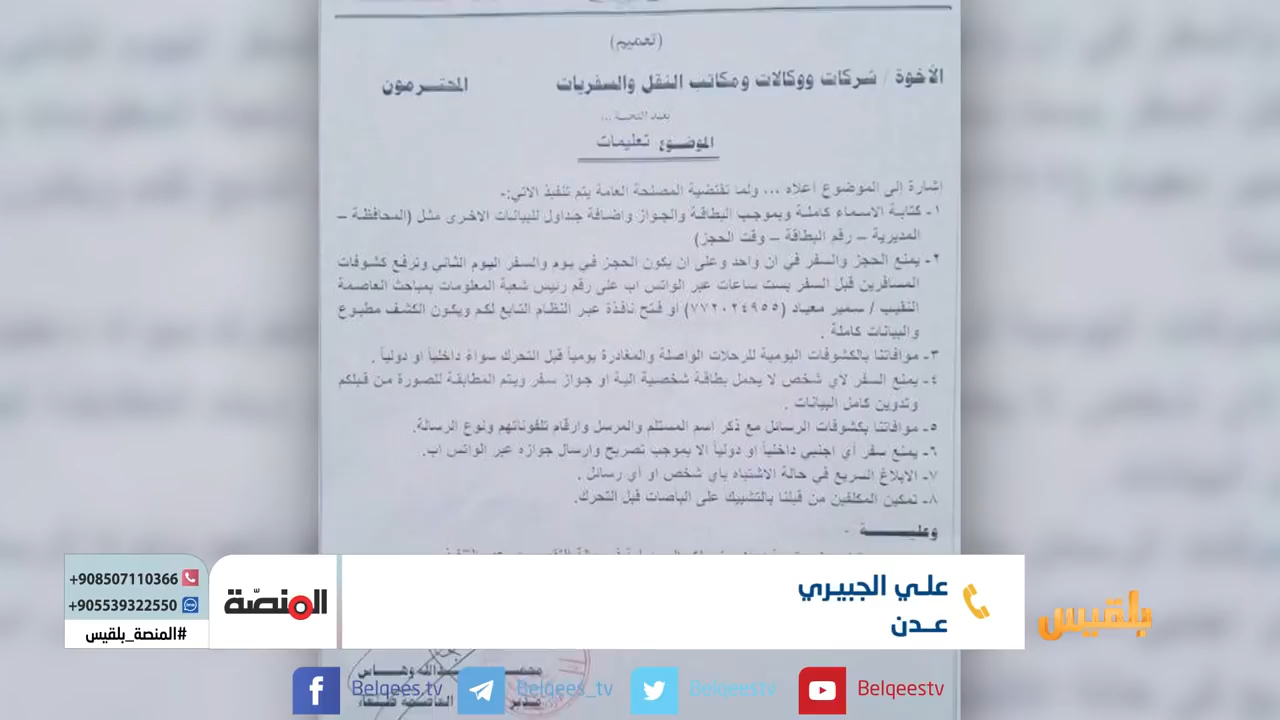 (تعميم)
الأخوة / شركات ووكالات ومكاتب النقل والسفريات المحترمون
بعد التحية ...
الموضوع تعليمات
اشارة إلى الموضوع اعلاه ... ولما تقتضية المصلحة العامة يتم تنفيذ الاتي:-
١- كتابة الاسماء كاملة وبموجب البطاقة والجواز واضافة جداول للبيانات الاخرى مثل (المحافظة –
المديرية – رقم البطاقة – وقت الحجز)
٢- يمنع الحجز والسفر في ان واحد وعلى ان يكون الحجز في يوم والسفر اليوم الثاني وترفع كشوفات
المسافرين قبل السفر بست ساعات عبر الواتس اب على رقم رئيس شعبة المعلومات بمباحث العاصمة
النقيب / سمير معياد (٧٧٢٠٢٤٩٥٥) او فتح نافذة عبر النظام التابع لكم ويكون الكشف مطبوع
والبيانات كاملة .
٣- موافاتنا بالكشوفات اليومية للرحلات الواصلة والمغادرة يومياً قبل التحرك سواءً داخلياً او دولياً .
٤- يمنع السفر لأي شخص لا يحمل بطاقة شخصية الية او جواز سفر ويتم المطابقة للصورة من قبلكم
وتدوين كامل البيانات .
٥- موافاتنا بكشوفات الرسائل مع ذكر اسم المستلم والمرسل وارقام تلفوناتهم ونوع الرسالة.
٦- يمنع سفر أي اجنبي داخلياً او دولياً الا بموجب تصريح وارسال جوازه عبر الواتس اب.
٧- الابلاغ السريع في حالة الاشتباه باي شخص او أي رسائل .
٨- تمكين المكلفين من قبلنا بالتشييك على الباصات قبل التحرك.
وعليـــــة -
علي الجبيري
عدن
+908507110366
+905539322550
#المنصة_بلقيس
المنصّة
بلقيس
العاصمة صنعاء
Belqees.tv
Belqees_tv
Belqeestv
Belqeestv